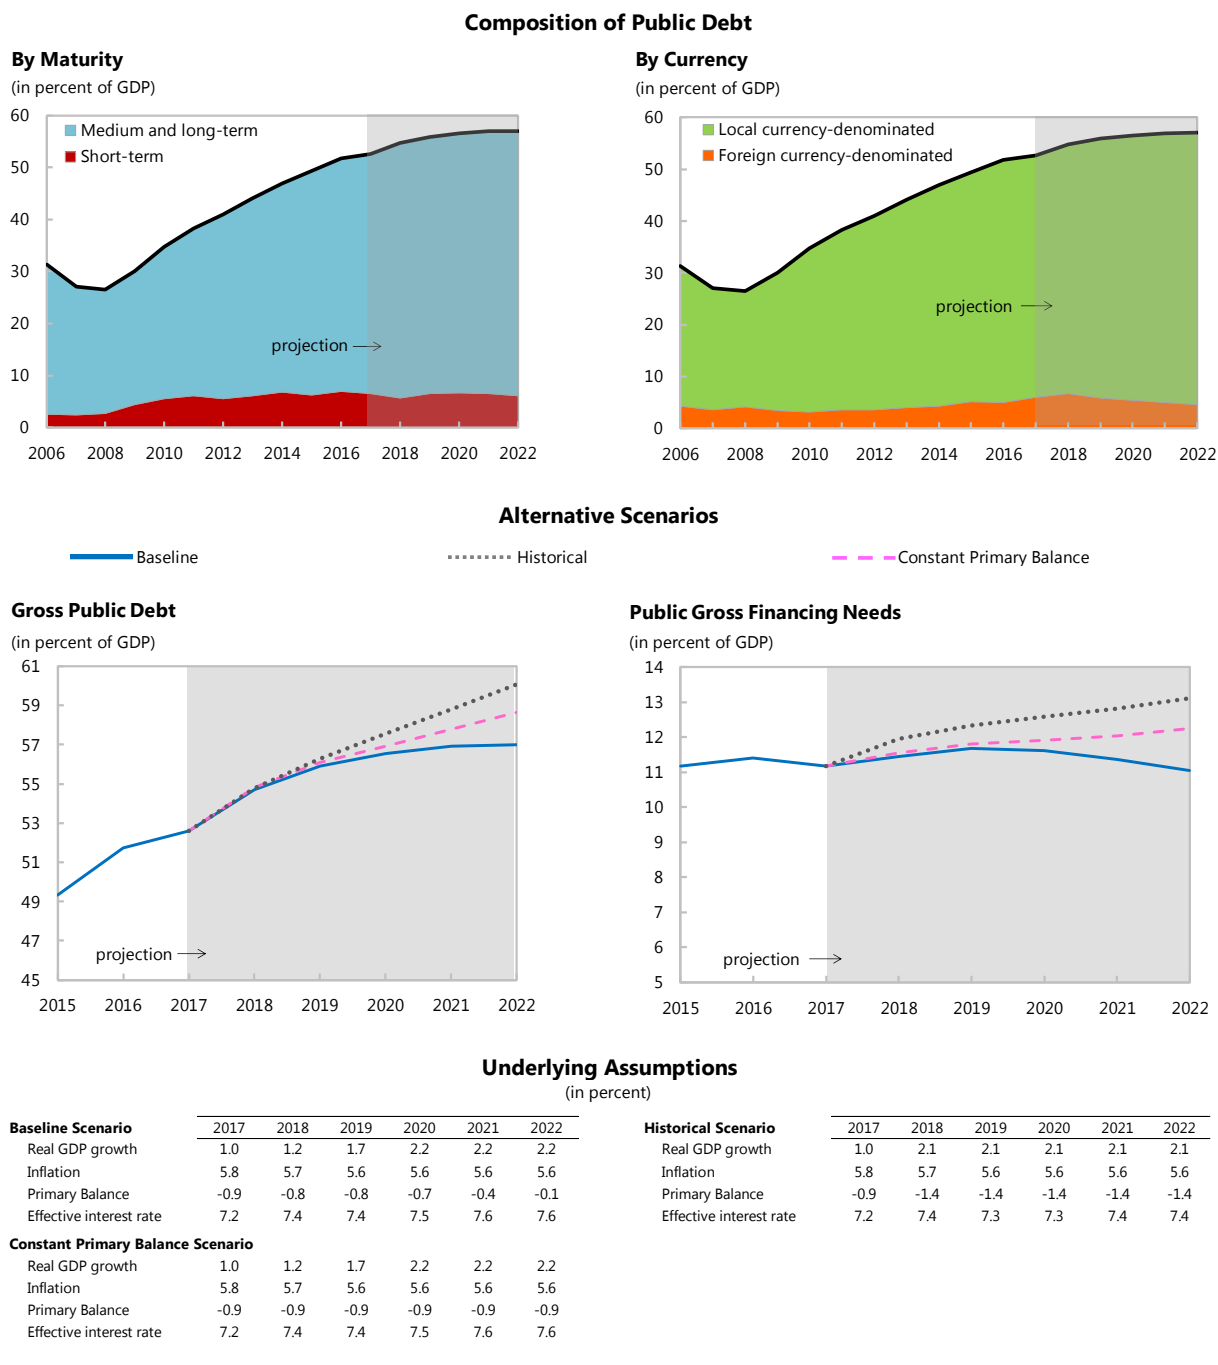 Composition of Public Debt
By Maturity
(in percent of GDP)
60
50
40
30
20
10
0
Medium and long-term
Short-term
projection
2006 2008 2010 2012 2014 2016 2018 2020 2022
By Currency
(in percent of GDP)
60
50
40
30
20
10
0
Local currency-denominated
Foreign currency-denominated
projection
2006 2008 2010 2012 2014 2016 2018 2020 2022
Alternative Scenarios
Baseline Historical Constant Primary Balance
Gross Public Debt
(in percent of GDP)
61
59
57
55
53
51
49
47
45
projection
2015 2016 2017 2018 2019 2020 2021 2022
Public Gross Financing Needs
(in percent of GDP)
14
13
12
11
10
9
8
7
6
5
projection
2015 2016 2017 2018 2019 2020 2021 2022
Underlying Assumptions
(in percent)
Baseline Scenario 2017 2018 2019 2020 2021 2022
Real GDP growth 1.0 1.2 1.7 2.2 2.2 2.2
Inflation 5.8 5.7 5.6 5.6 5.6 5.6
Primary Balance -0.9 -0.8 -0.8 -0.7 -0.4 -0.1
Effective interest rate 7.2 7.4 7.4 7.5 7.6 7.6
Constant Primary Balance Scenario
Real GDP growth 1.0 1.2 1.7 2.2 2.2 2.2
Inflation 5.8 5.7 5.6 5.6 5.6 5.6
Primary Balance -0.9 -0.9 -0.9 -0.9 -0.9 -0.9
Effective interest rate 7.2 7.4 7.4 7.5 7.6 7.6
Historical Scenario 2017 2018 2019 2020 2021 2022
Real GDP growth 1.0 2.1 2.1 2.1 2.1 2.1
Inflation 5.8 5.7 5.6 5.6 5.6 5.6
Primary Balance -0.9 -1.4 -1.4 -1.4 -1.4 -1.4
Effective interest rate 7.2 7.4 7.3 7.3 7.4 7.4